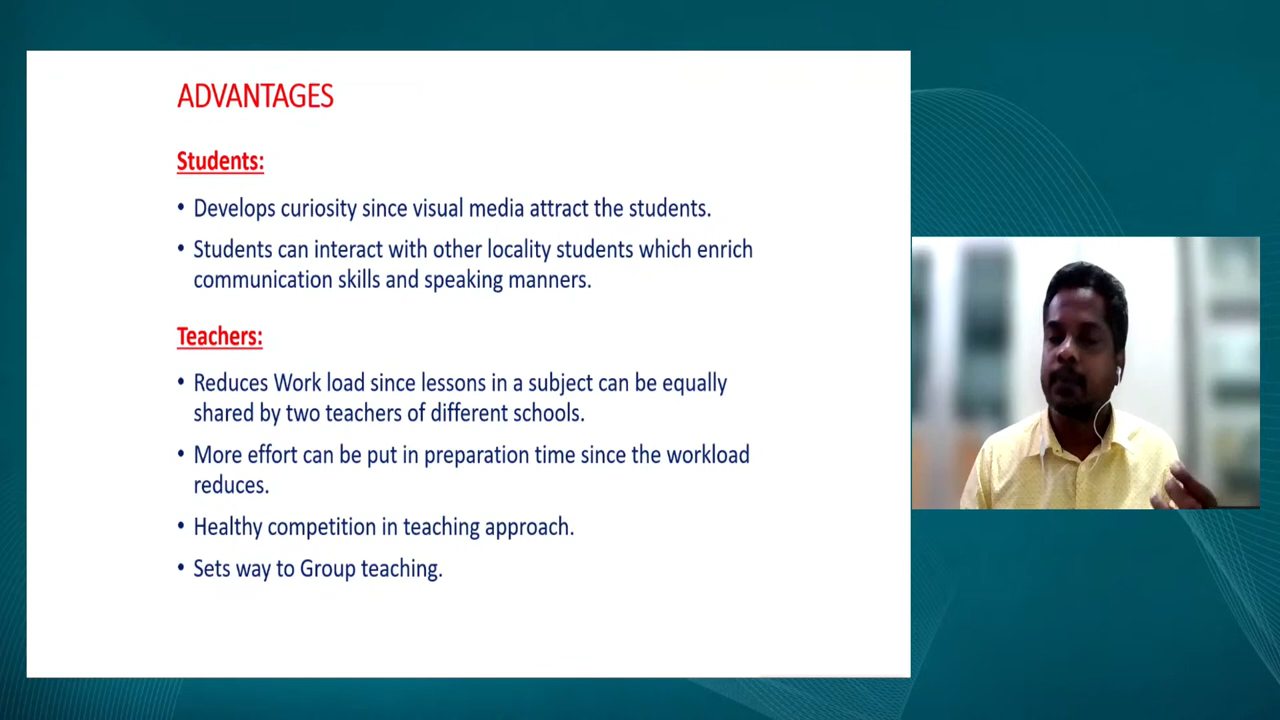 ADVANTAGES
Students:
• Develops curiosity since visual media attract the students.
• Students can interact with other locality students which enrich
communication skills and speaking manners.
Teachers:
• Reduces Work load since lessons in a subject can be equally
shared by two teachers of different schools.
• More effort can be put in preparation time since the workload
reduces.
• Healthy competition in teaching approach.
• Sets way to Group teaching.